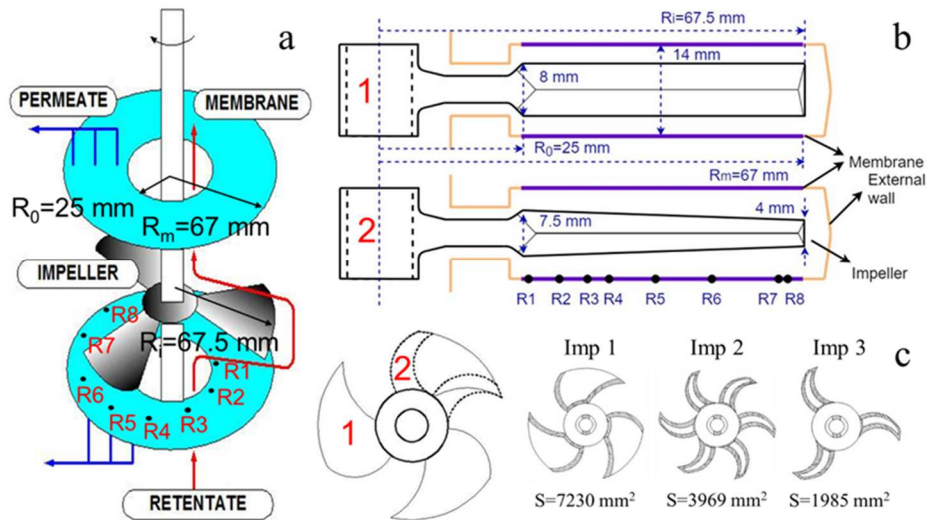 a
PERMEATE
MEMBRANE
R0=25 mm
Rm=67 mm
IMPELLER
R8
Ri=67.5 mm
R7
R1
R6
R2
R5
R4
R3
RETENTATE
b
Ri=67.5 mm
14 mm
1
8 mm
R0=25 mm
Membrane
Rm=67 mm
External
wall
4 mm
2
7.5 mm
Impeller
R1 R2 R3 R4 R5 R6 R7 R8
c
2
1
Imp 1 Imp 2 Imp 3
S=7230 mm² S=3969 mm² S=1985 mm²